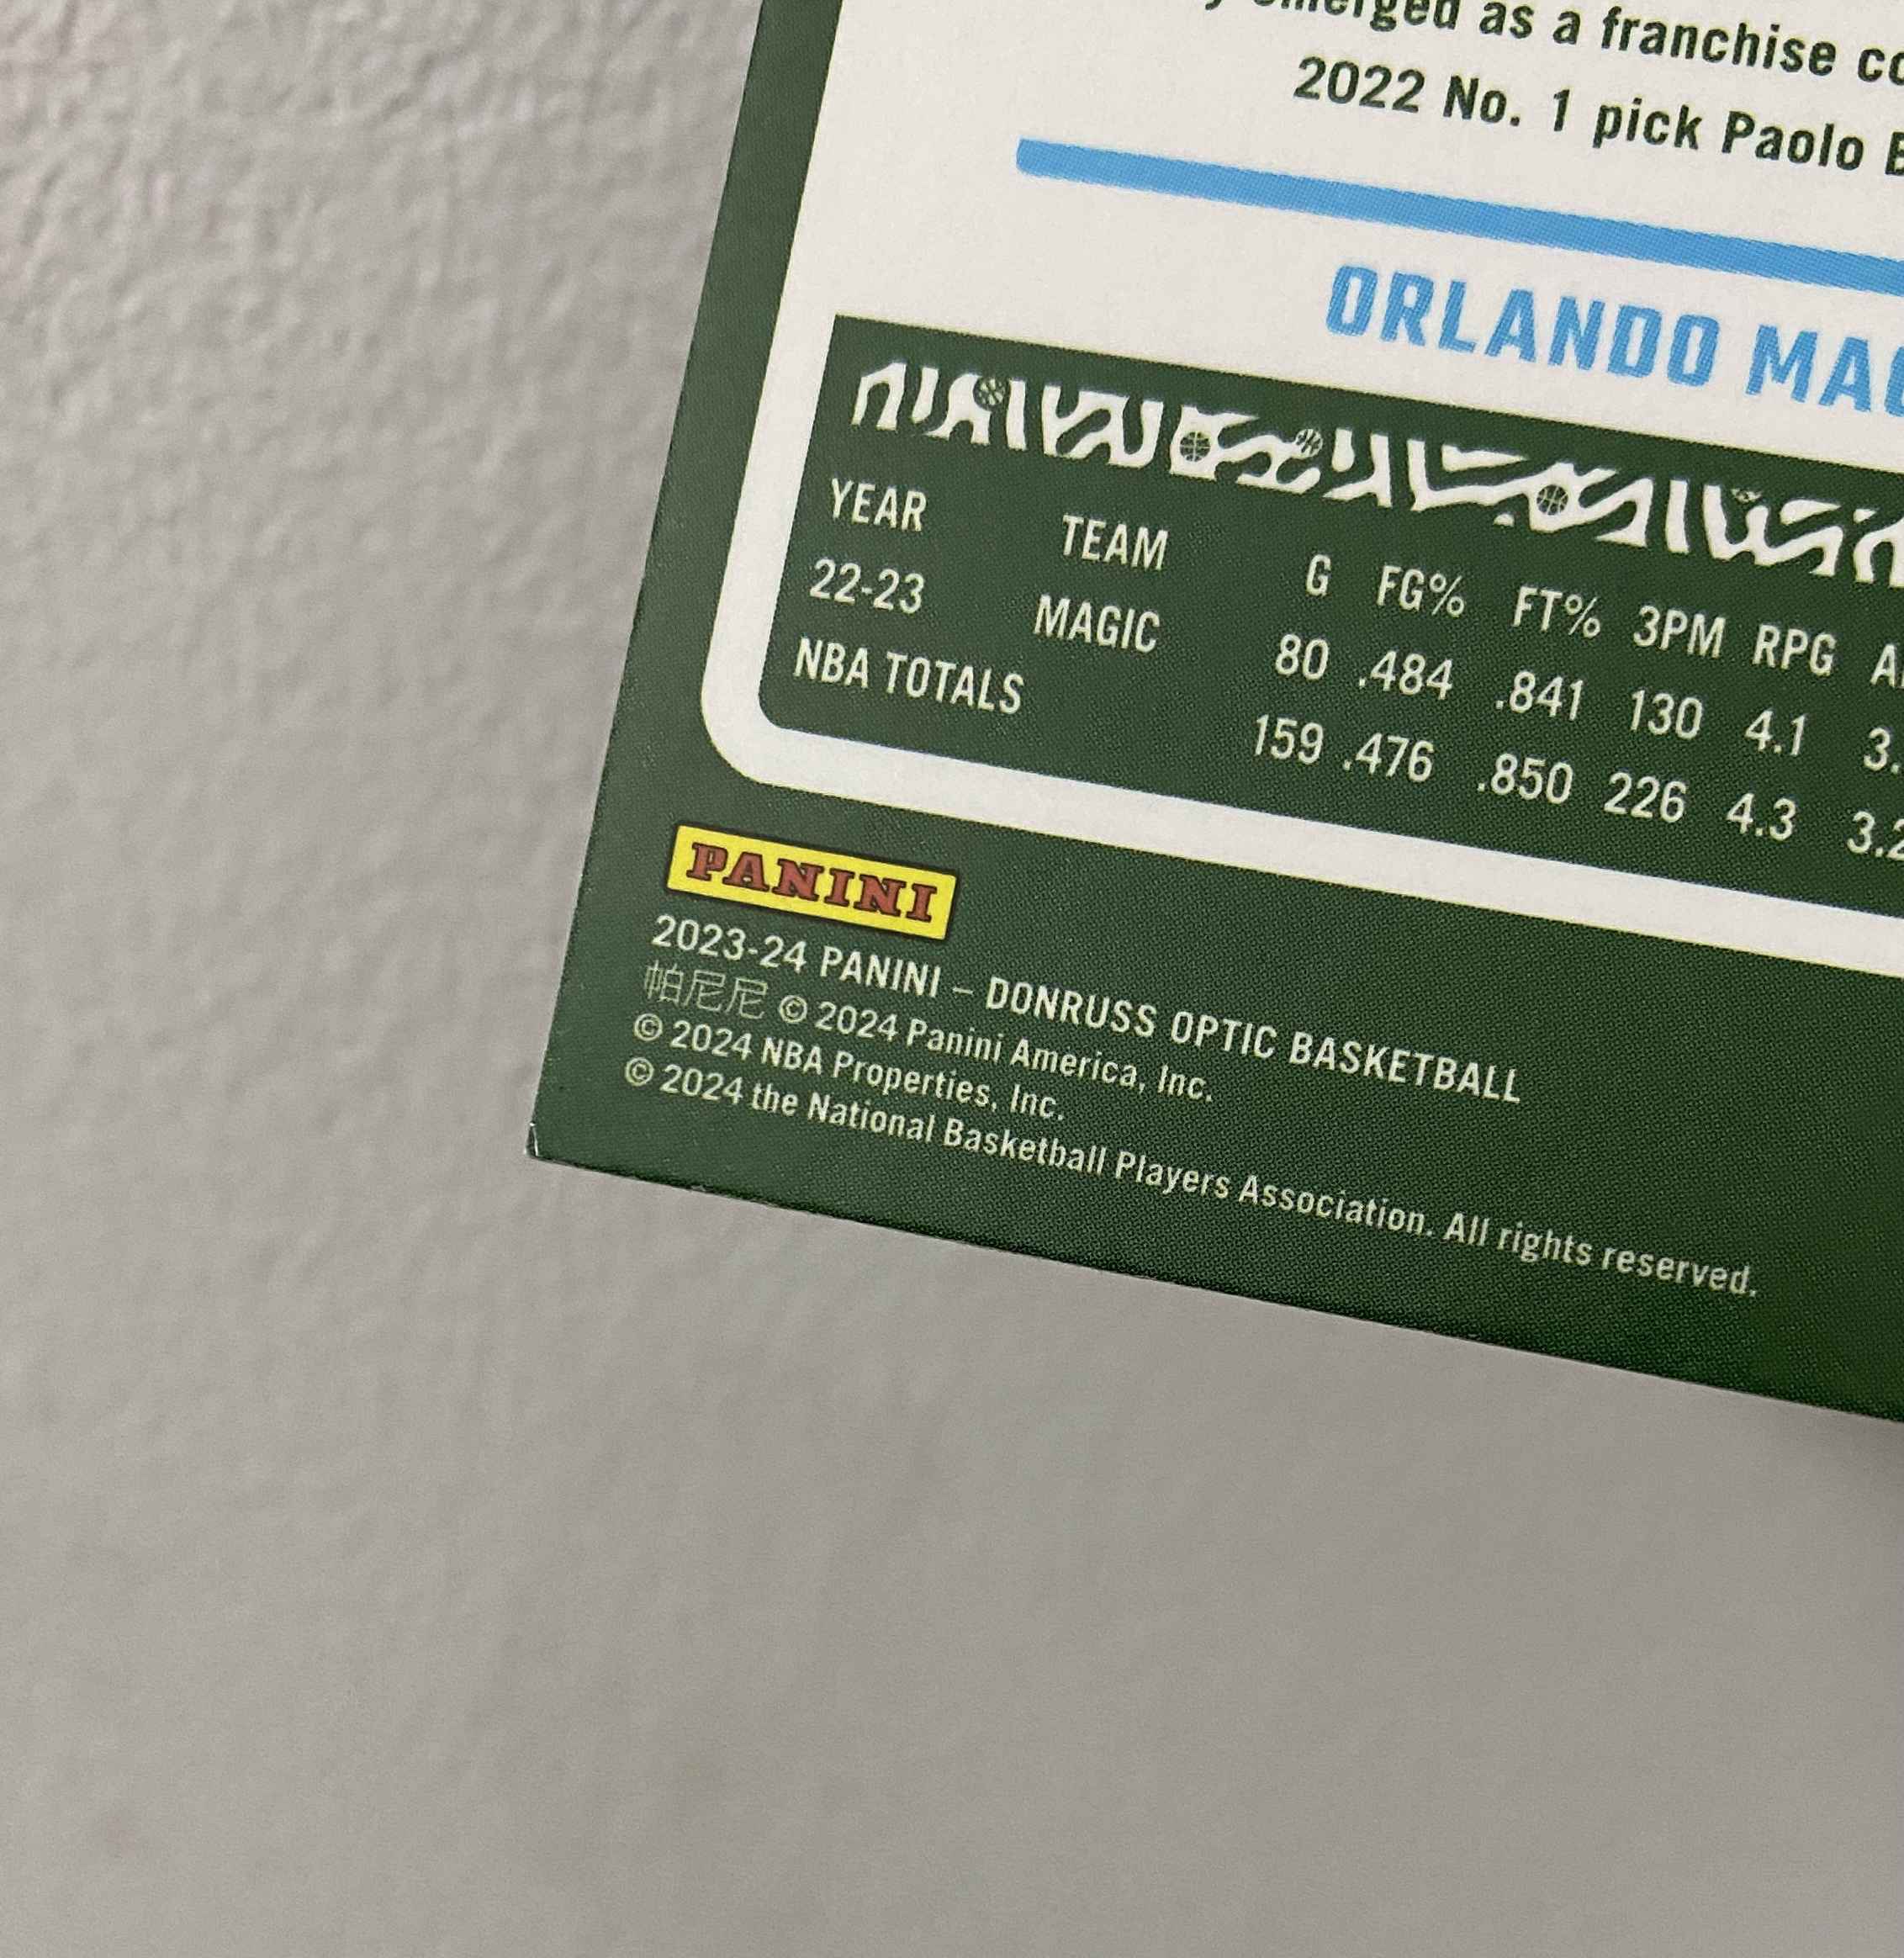 emerged as a franchise
2022 No. 1 pick Paolo
ORLANDO
YEAR TEAM G FG% FT% 3PM RPG
22-23 MAGIC 80 .484 .841 130 4.1 3.
NBA TOTALS 159 .476 .850 226 4.3 3.2
PANINI
2023-24 PANINI – DONRUSS OPTIC BASKETBALL
帕尼尼 © 2024 Panini America, Inc.
© 2024 NBA Properties, Inc.
© 2024 the National Basketball Players Association. All rights reserved.